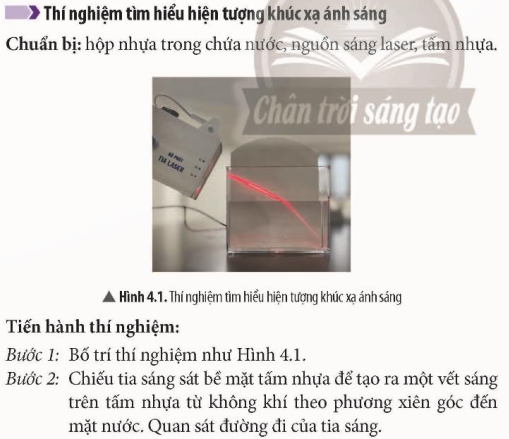 Thí nghiệm tìm hiểu hiện tượng khúc xạ ánh sáng
Chuẩn bị: hộp nhựa trong chứa nước, nguồn sáng laser, tấm nhựa.
Chân trời sáng tạo
BỘ PHÁT
TIA LASER
▲ Hình 4.1. Thí nghiệm tìm hiểu hiện tượng khúc xạ ánh sáng
Tiến hành thí nghiệm:
Bước 1: Bố trí thí nghiệm như Hình 4.1.
Bước 2: Chiếu tia sáng sát bề mặt tấm nhựa để tạo ra một vết sáng
trên tấm nhựa từ không khí theo phương xiên góc đến
mặt nước. Quan sát đường đi của tia sáng.